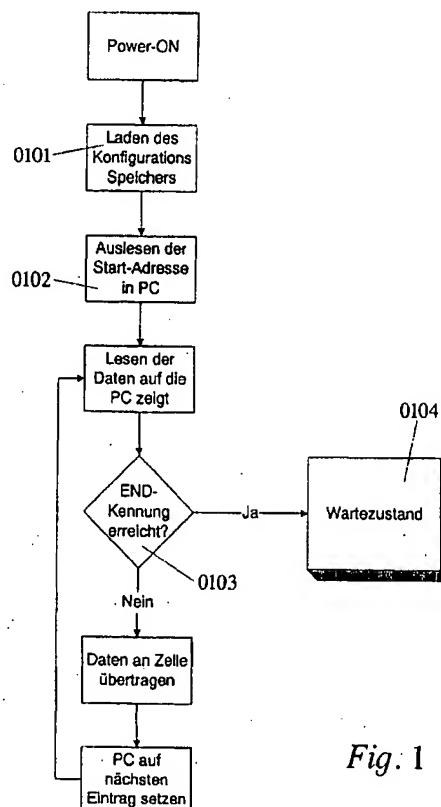 Power-ON
0101
Laden des
Konfigurations
Speichers
0102
Auslesen der
Start-Adresse
in PC
Lesen der
Daten auf die
PC zeigt
END-
Kennung
erreicht?
0103
Ja
0104
Wartezustand
Nein
Daten an Zelle
übertragen
PC auf
nächsten
Eintrag setzen
Fig. 1